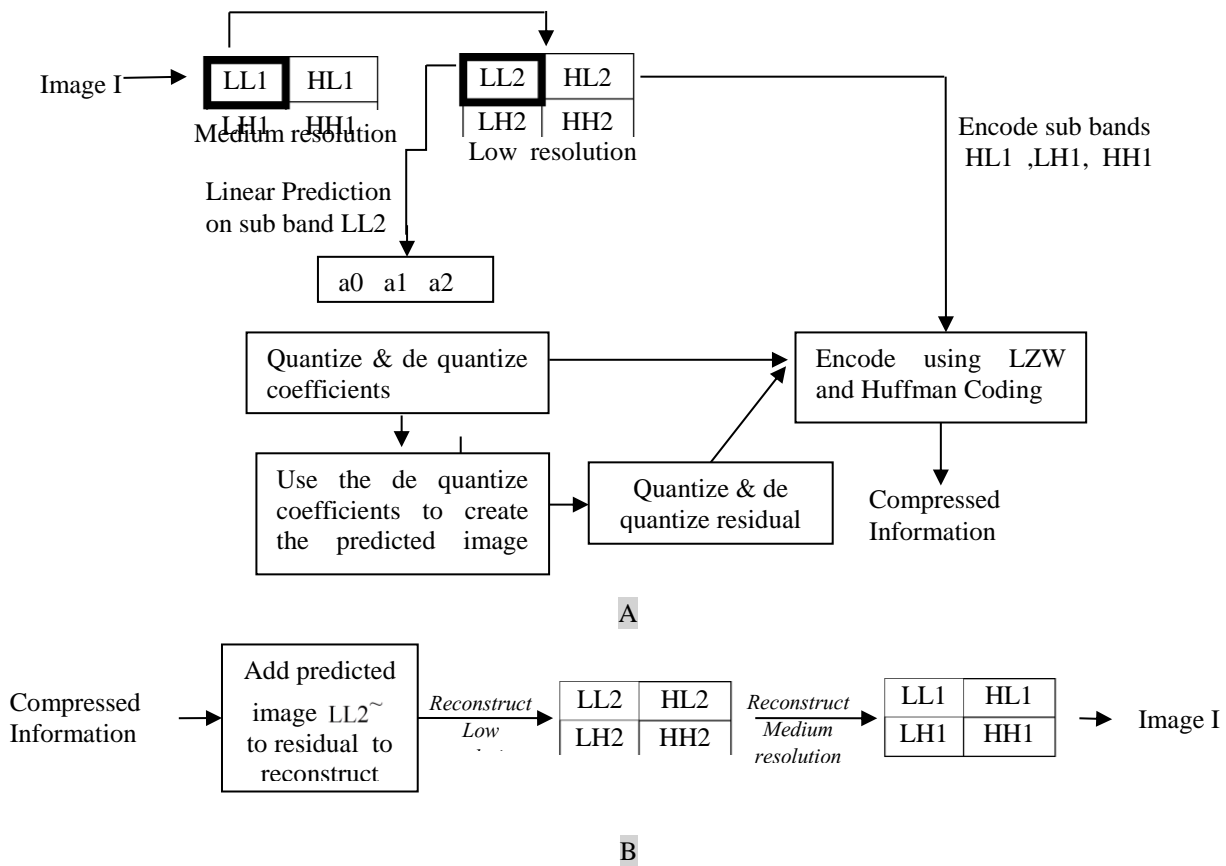 Image I
LL1 HL1
LH1 HH1
Medium resolution
LL2 HL2
LH2 HH2
Low resolution
Encode sub bands
HL1 ,LH1, HH1
Linear Prediction
on sub band LL2
a0 a1 a2
Quantize & de quantize
coefficients
Encode using LZW
and Huffman Coding
Use the de quantize
coefficients to create
the predicted image
Quantize & de
quantize residual
Compressed
Information
A
Compressed
Information
Add predicted
image LL2~
to residual to
reconstruct
Reconstruct
Low
LL2 HL2
LH2 HH2
Reconstruct
Medium
resolution
LL1 HL1
LH1 HH1
Image I
B